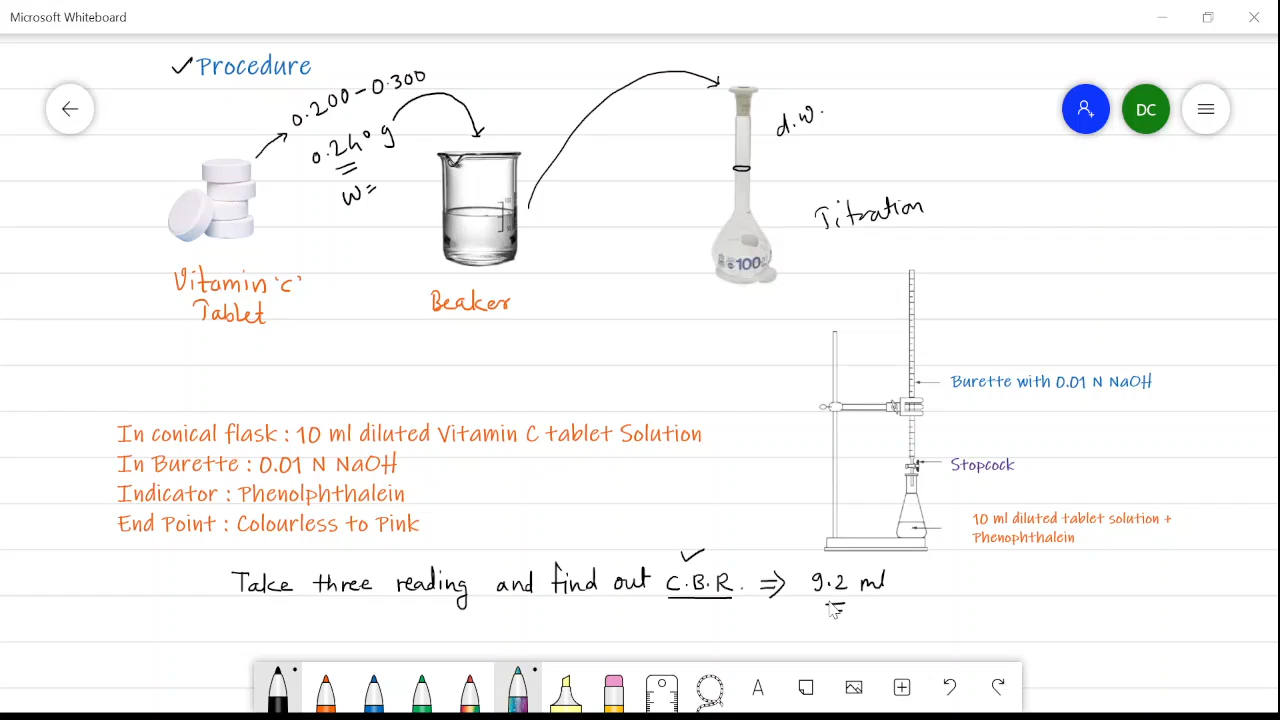 Microsoft Whiteboard
Procedure
0.200 - 0.300
0.240 g
w =
d.w.
DC
Titration
100
Vitamin 'C'
Tablet
Beaker
Burette with 0.01 N NaOH
In conical flask : 10 ml diluted Vitamin C tablet Solution
In Burette : 0.01 N NaOH
Stopcock
Indicator : Phenolphthalein
End Point : Colourless to Pink
10 ml diluted tablet solution +
Phenophthalein
Take three reading and find out C.B.R. ⇒ 9.2 ml
A